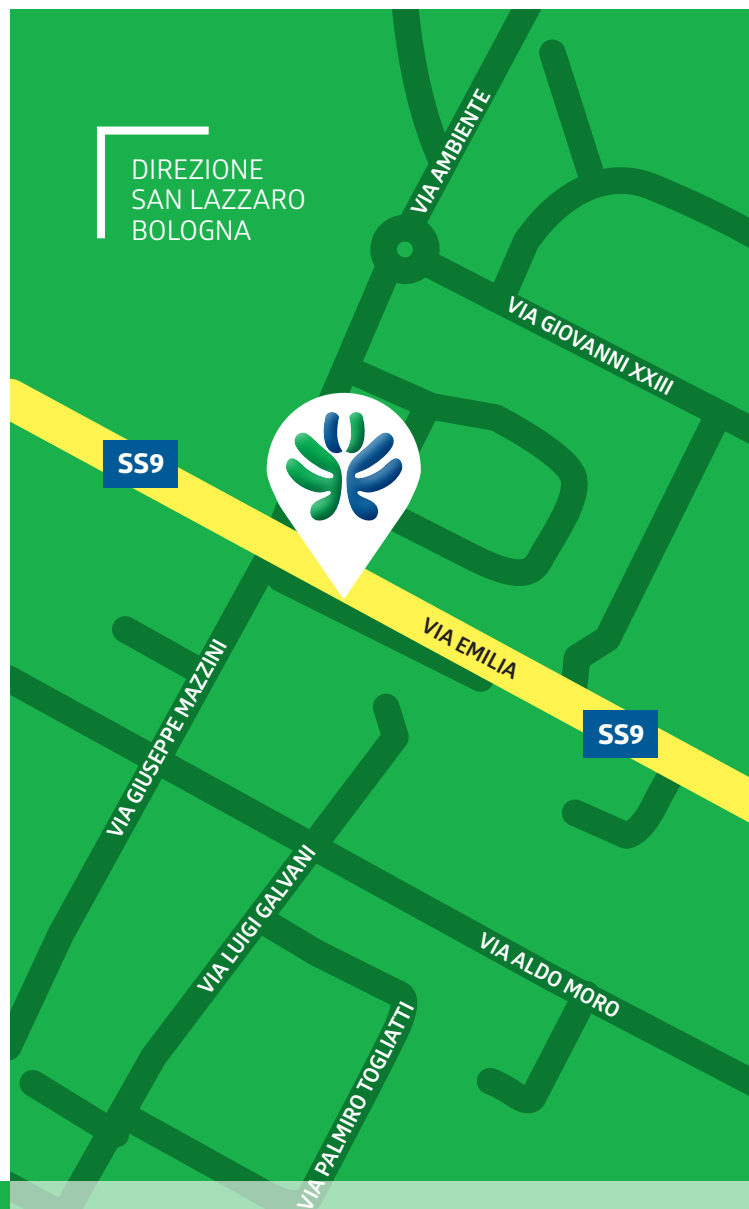 VIA AMBIENTE
DIREZIONE
SAN LAZZARO
BOLOGNA
VIA GIOVANNI XXIII
SS9
VIA EMILIA
VIA GIUSEPPE MAZZINI
SS9
VIA LUIGI GALVANI
VIA ALDO MORO
VIA PALMIRO TOGLIATTI